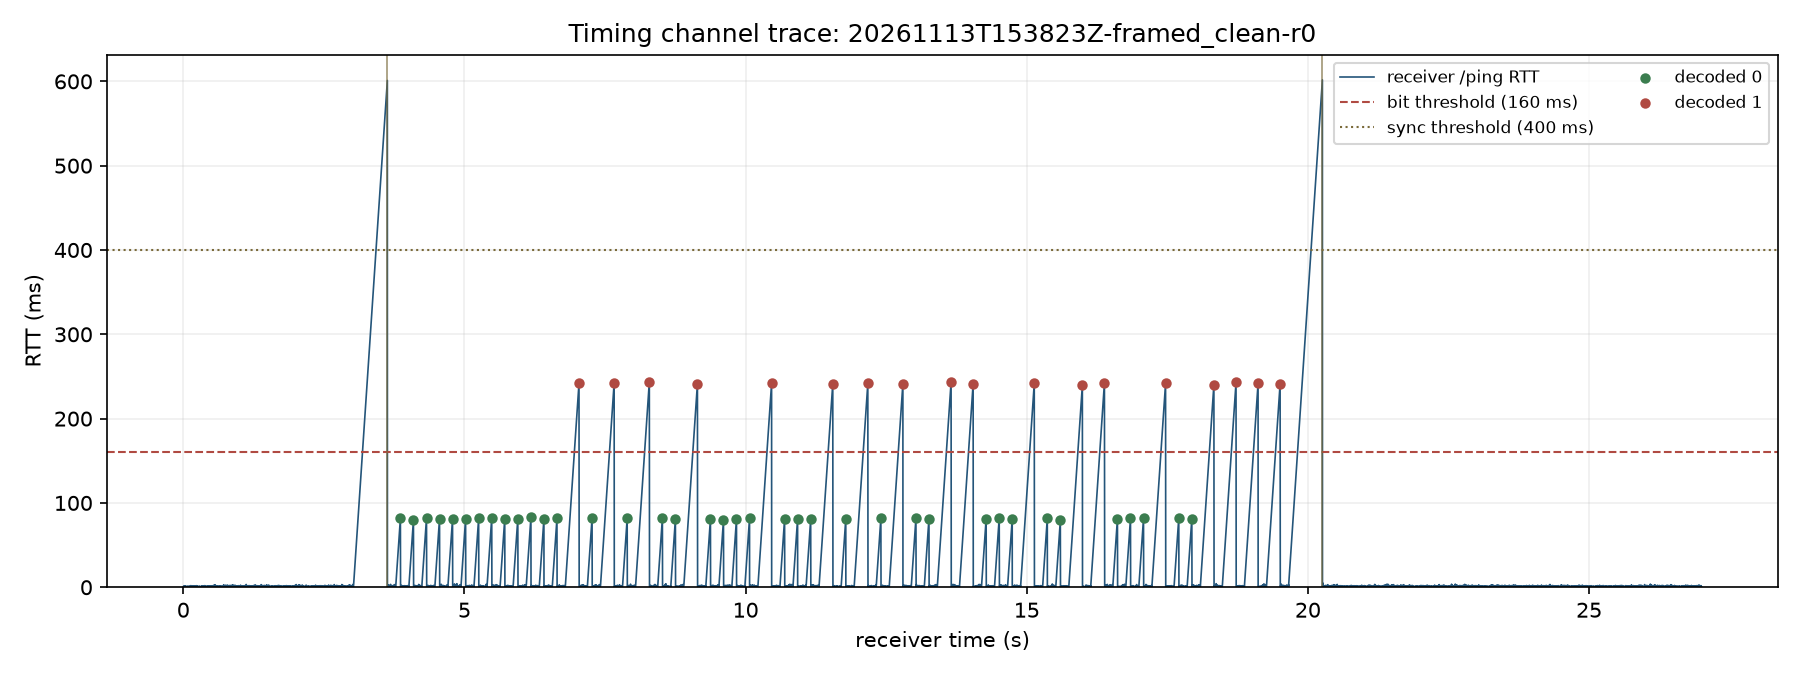 Timing channel trace: 20261113T153823Z-framed_clean-r0
receiver /ping RTT
bit threshold (160 ms)
sync threshold (400 ms)
decoded 0
decoded 1
RTT (ms)
600
500
400
300
200
100
0
0 5 10 15 20 25
receiver time (s)